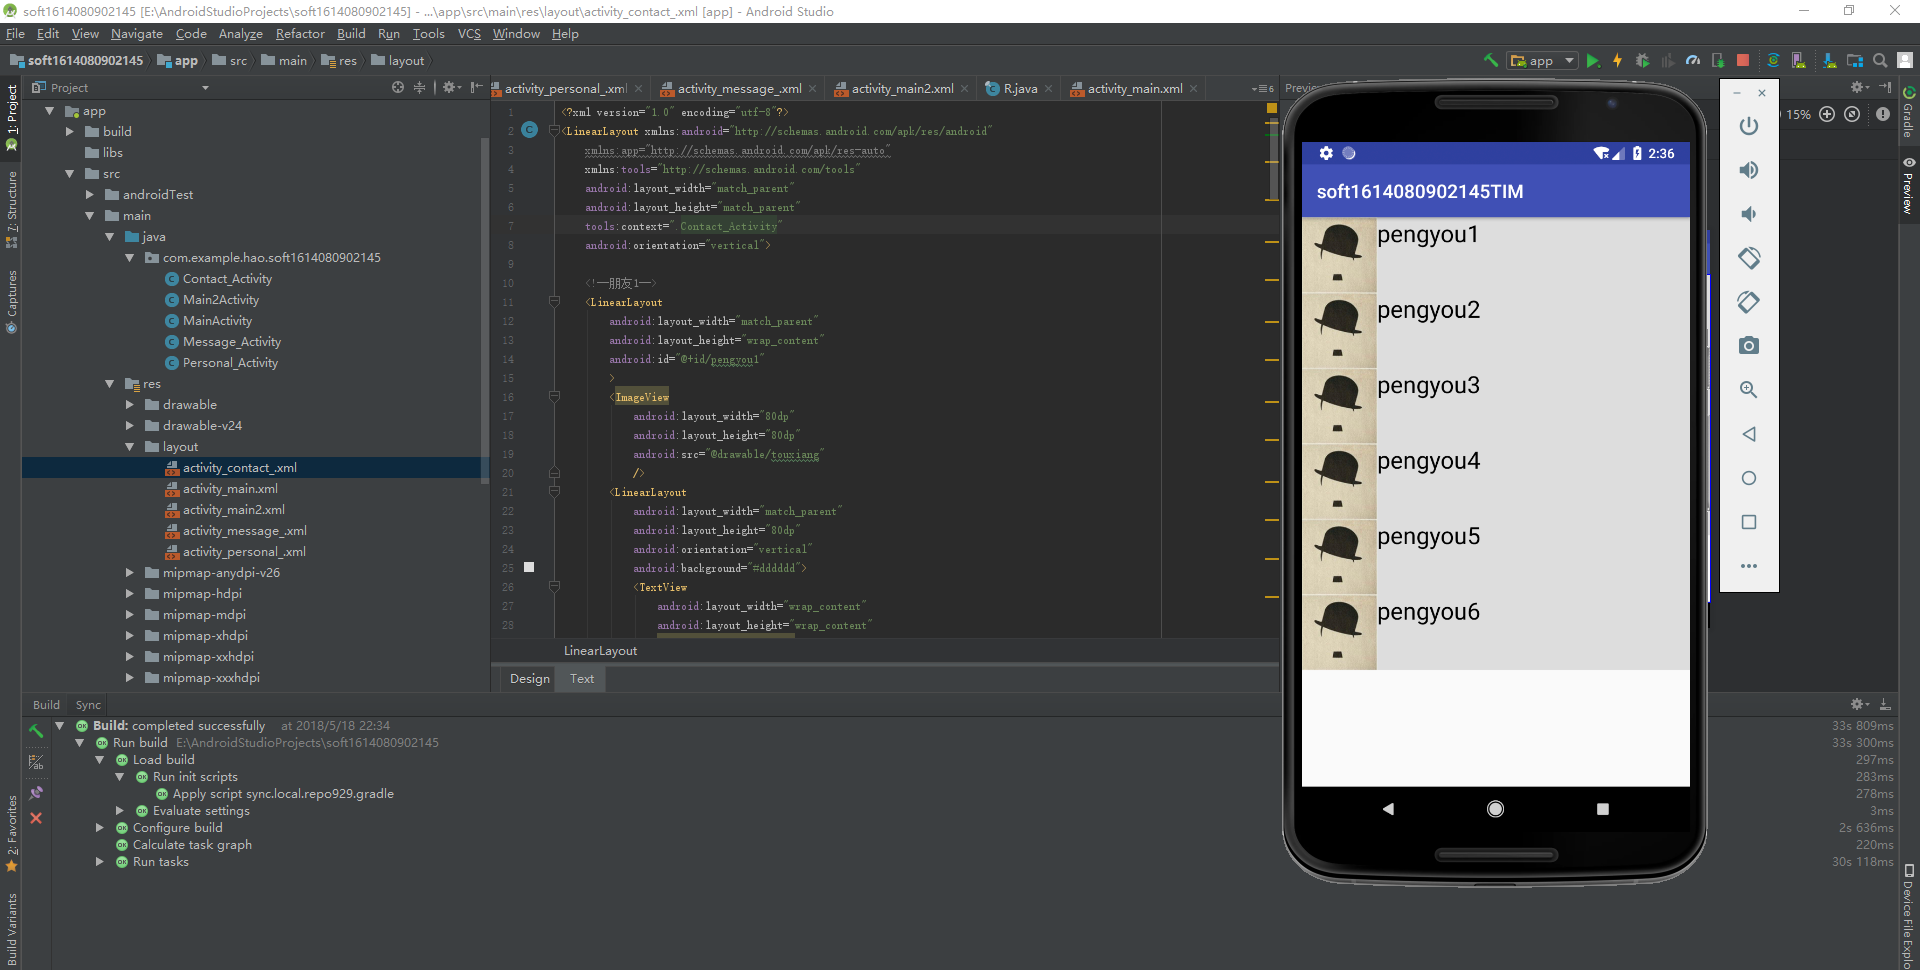 soft1614080902145 [E:\AndroidStudioProjects\soft1614080902145] - ...\app\src\main\res\layout\activity_contact_.xml [app] - Android Studio
File Edit View Navigate Code Analyze Refactor Build Run Tools VCS Window Help
soft1614080902145 app src main res layout
app
Project
activity_personal_.xml activity_message_.xml activity_main2.xml R.java activity_main.xml
6
Preview
15%
1: Project
Z: Structure
Captures
2: Favorites
Build Variants
Gradle
Preview
Device File Explo
app
build
libs
src
androidTest
main
java
com.example.hao.soft1614080902145
Contact_Activity
Main2Activity
MainActivity
Message_Activity
Personal_Activity
res
drawable
drawable-v24
layout
activity_contact_.xml
activity_main.xml
activity_main2.xml
activity_message_.xml
activity_personal_.xml
mipmap-anydpi-v26
mipmap-hdpi
mipmap-mdpi
mipmap-xhdpi
mipmap-xxhdpi
mipmap-xxxhdpi
1 <?xml version="1.0" encoding="utf-8"?>
2 <LinearLayout xmlns:android="http://schemas.android.com/apk/res/android"
3 xmlns:app="http://schemas.android.com/apk/res-auto"
4 xmlns:tools="http://schemas.android.com/tools"
5 android:layout_width="match_parent"
6 android:layout_height="match_parent"
7 tools:context=".Contact_Activity"
8 android:orientation="vertical">
9
10 <!--朋友1-->
11 <LinearLayout
12 android:layout_width="match_parent"
13 android:layout_height="wrap_content"
14 android:id="@+id/pengyou1"
15 >
16 <ImageView
17 android:layout_width="80dp"
18 android:layout_height="80dp"
19 android:src="@drawable/touxiang"
20 />
21 <LinearLayout
22 android:layout_width="match_parent"
23 android:layout_height="80dp"
24 android:orientation="vertical"
25 android:background="#dddddd">
26 <TextView
27 android:layout_width="wrap_content"
28 android:layout_height="wrap_content"
LinearLayout
Design Text
2:36
soft1614080902145TIM
pengyou1
pengyou2
pengyou3
pengyou4
pengyou5
pengyou6
Build Sync
Build: completed successfully at 2018/5/18 22:34 33s 809ms
Run build E:\AndroidStudioProjects\soft1614080902145 33s 300ms
Load build 297ms
Run init scripts 283ms
Apply script sync.local.repo929.gradle 278ms
Evaluate settings 3ms
Configure build 2s 636ms
Calculate task graph 220ms
Run tasks 30s 118ms